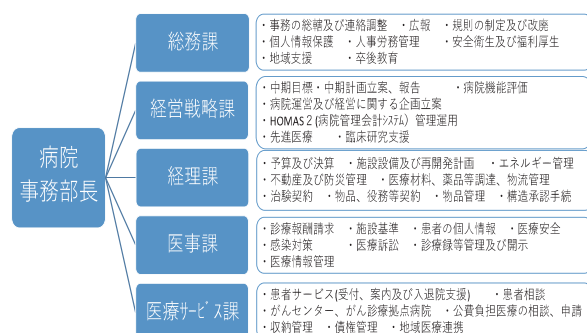 病院
事務部長
総務課
・事務の総轄及び連絡調整 ・広報 ・規則の制定及び改廃
・個人情報保護 ・人事労務管理 ・安全衛生及び福利厚生
・地域支援 ・卒後教育
経営戦略課
・中期目標・中期計画立案、報告 ・病院機能評価
・病院運営及び経営に関する企画立案
・HOMAS２(病院管理会計ｼｽﾃﾑ) 管理運用
・先進医療 ・臨床研究支援
経理課
・予算及び決算 ・施設設備及び再開発計画 ・エネルギー管理
・不動産及び防災管理 ・医療材料、薬品等調達、物流管理
・治験契約 ・物品、役務等契約 ・物品管理 ・構造承認手続
医事課
・診療報酬請求 ・施設基準 ・患者の個人情報 ・医療安全
・感染対策 ・医療訴訟 ・診療録等管理及び開示
・医療情報管理
医療ｻｰﾋﾞｽ課
・患者サービス(受付、案内及び入退院支援) ・患者相談
・がんセンター、がん診療拠点病院 ・公費負担医療の相談、申請
・収納管理 ・債権管理 ・地域医療連携